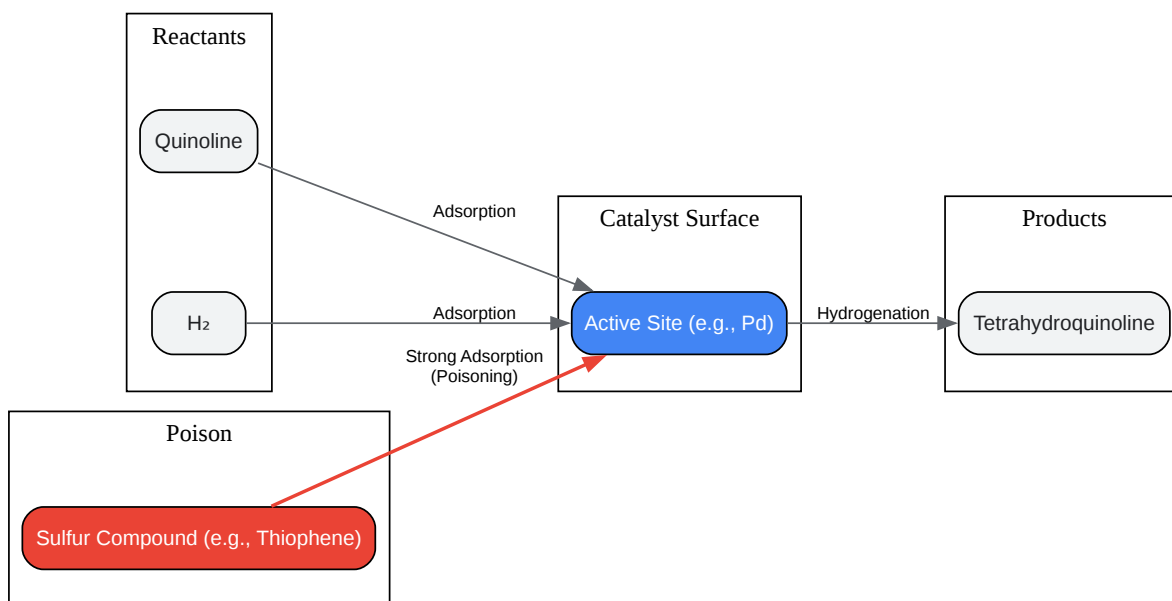 Reactants
Quinoline
Adsorption
Catalyst Surface
Products
H₂
Adsorption
Active Site (e.g., Pd)
Hydrogenation
Tetrahydroquinoline
Strong Adsorption
(Poisoning)
Poison
Sulfur Compound (e.g., Thiophene)